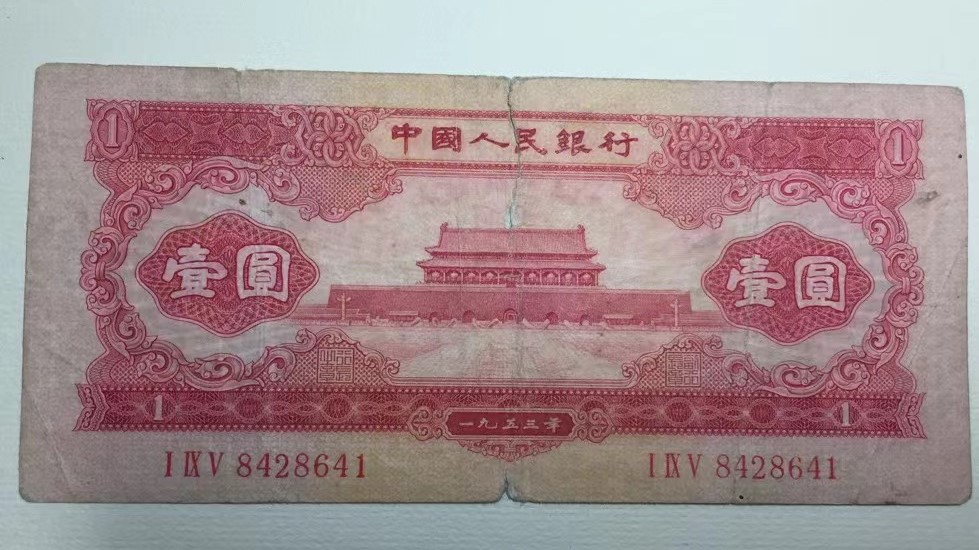 中國人民銀行
1 1
壹圓 壹圓
1 一九五三年 1
I IX V 8428641 I IX V 8428641